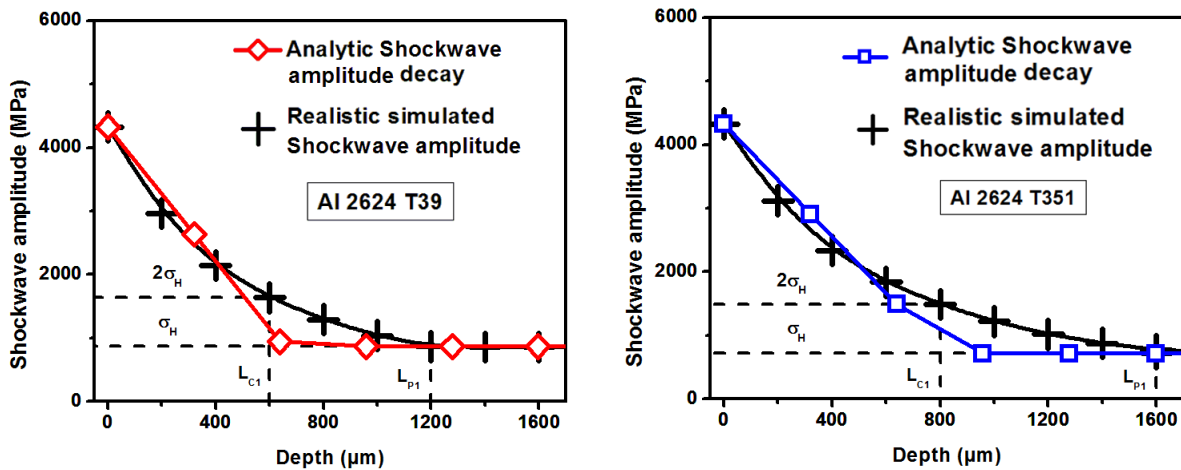 6000
4000
2000
0
Shockwave amplitude (MPa)
Analytic Shockwave
amplitude decay
Realistic simulated
Shockwave amplitude
Al 2624 T39
2σH
σH
LC1
LP1
0
400
800
1200
1600
Depth (µm)
6000
4000
2000
0
Shockwave amplitude (MPa)
Analytic Shockwave
amplitude decay
Realistic simulated
Shockwave amplitude
Al 2624 T351
2σH
σH
LC1
LP1
0
400
800
1200
1600
Depth (µm)